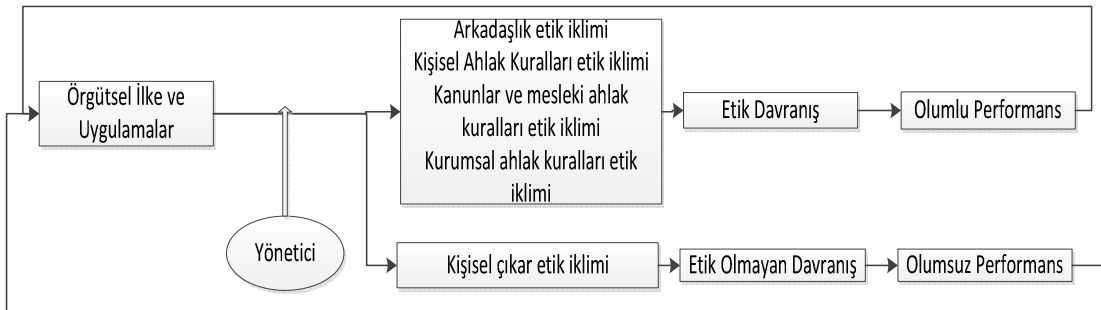 Örgütsel İlke ve
Uygulamalar
Yönetici
Arkadaşlık etik iklimi
Kişisel Ahlak Kuralları etik iklimi
Kanunlar ve mesleki ahlak
kuralları etik iklimi
Kurumsal ahlak kuralları etik
iklimi
Etik Davranış
Olumlu Performans
Kişisel çıkar etik iklimi
Etik Olmayan Davranış
Olumsuz Performans